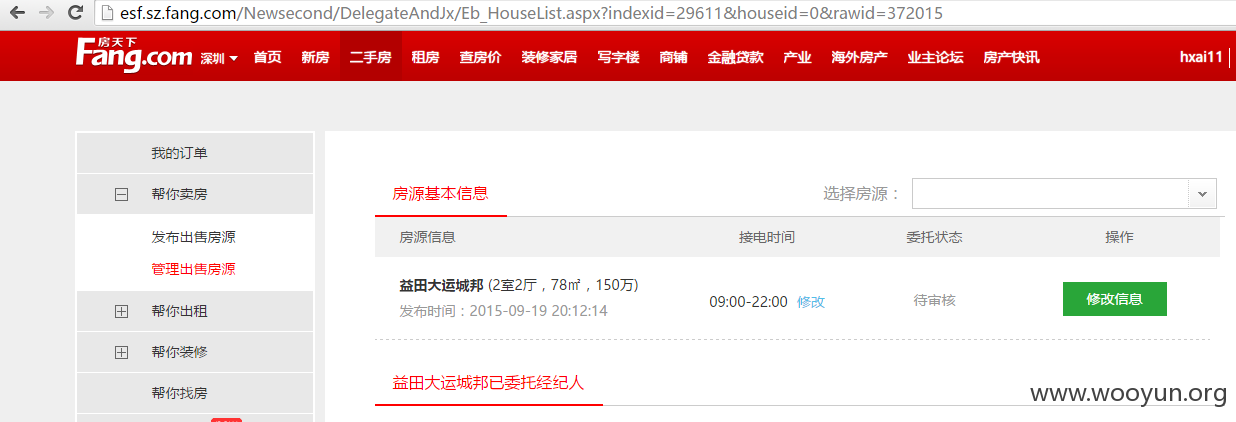 esf.sz.fang.com/Newsecond/DelegateAndJx/Eb_HouseList.aspx?indexid=29611&houseid=0&rawid=372015
房天下
Fang.com 深圳 首页 新房 二手房 租房 查房价 装修家居 写字楼 商铺 金融贷款 产业 海外房产 业主论坛 房产快讯 hxai11
我的订单
帮你卖房
发布出售房源
管理出售房源
帮你出租
帮你装修
帮你找房
房源基本信息 选择房源：
房源信息 接电时间 委托状态 操作
益田大运城邦 (2室2厅，78㎡，150万)
发布时间：2015-09-19 20:12:14
09:00-22:00 修改 待审核 修改信息
益田大运城邦已委托经纪人
www.wooyun.org